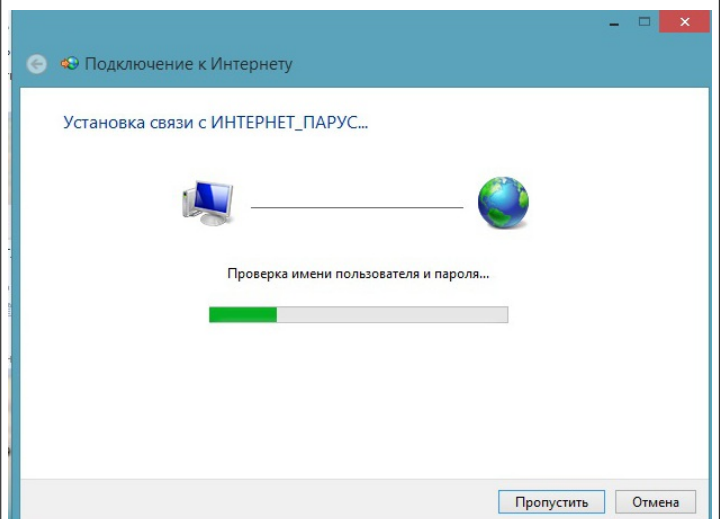 Подключение к Интернету
Установка связи с ИНТЕРНЕТ_ПАРУС...
Проверка имени пользователя и пароля...
Пропустить
Отмена